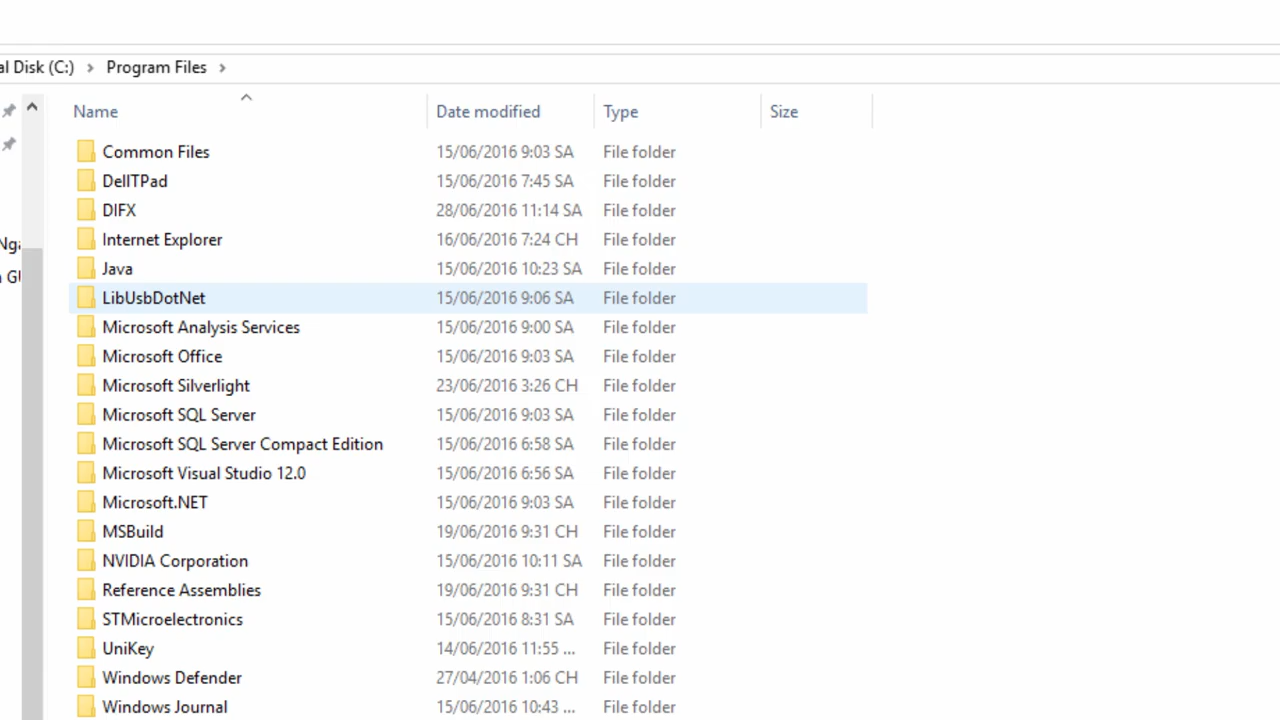 al Disk (C:) > Program Files >
Name Date modified Type Size
Common Files 15/06/2016 9:03 SA File folder
DellTPad 15/06/2016 7:45 SA File folder
DIFX 28/06/2016 11:14 SA File folder
Internet Explorer 16/06/2016 7:24 CH File folder
Java 15/06/2016 10:23 SA File folder
LibUsbDotNet 15/06/2016 9:06 SA File folder
Microsoft Analysis Services 15/06/2016 9:00 SA File folder
Microsoft Office 15/06/2016 9:03 SA File folder
Microsoft Silverlight 23/06/2016 3:26 CH File folder
Microsoft SQL Server 15/06/2016 9:03 SA File folder
Microsoft SQL Server Compact Edition 15/06/2016 6:58 SA File folder
Microsoft Visual Studio 12.0 15/06/2016 6:56 SA File folder
Microsoft.NET 15/06/2016 9:03 SA File folder
MSBuild 19/06/2016 9:31 CH File folder
NVIDIA Corporation 15/06/2016 10:11 SA File folder
Reference Assemblies 19/06/2016 9:31 CH File folder
STMicroelectronics 15/06/2016 8:31 SA File folder
UniKey 14/06/2016 11:55 ... File folder
Windows Defender 27/04/2016 1:06 CH File folder
Windows Journal 15/06/2016 10:43 ... File folder